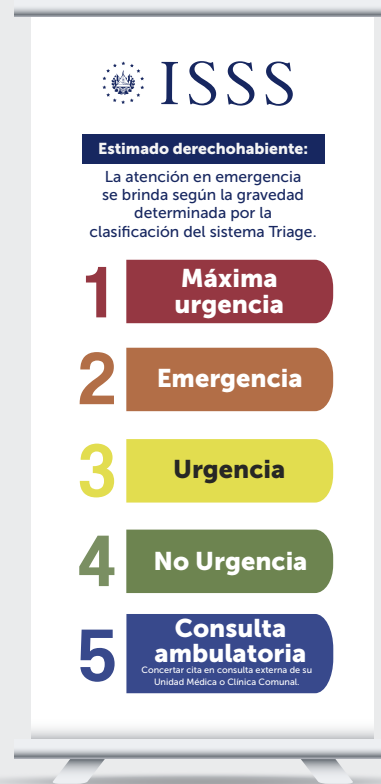 ISSS
Estimado derechohabiente:
La atención en emergencia
se brinda según la gravedad
determinada por la
clasificación del sistema Triage.
1 Máxima
urgencia
2 Emergencia
3 Urgencia
4 No Urgencia
5 Consulta
ambulatoria
Concertar cita en consulta externa de su
Unidad Médica o Clínica Comunal.